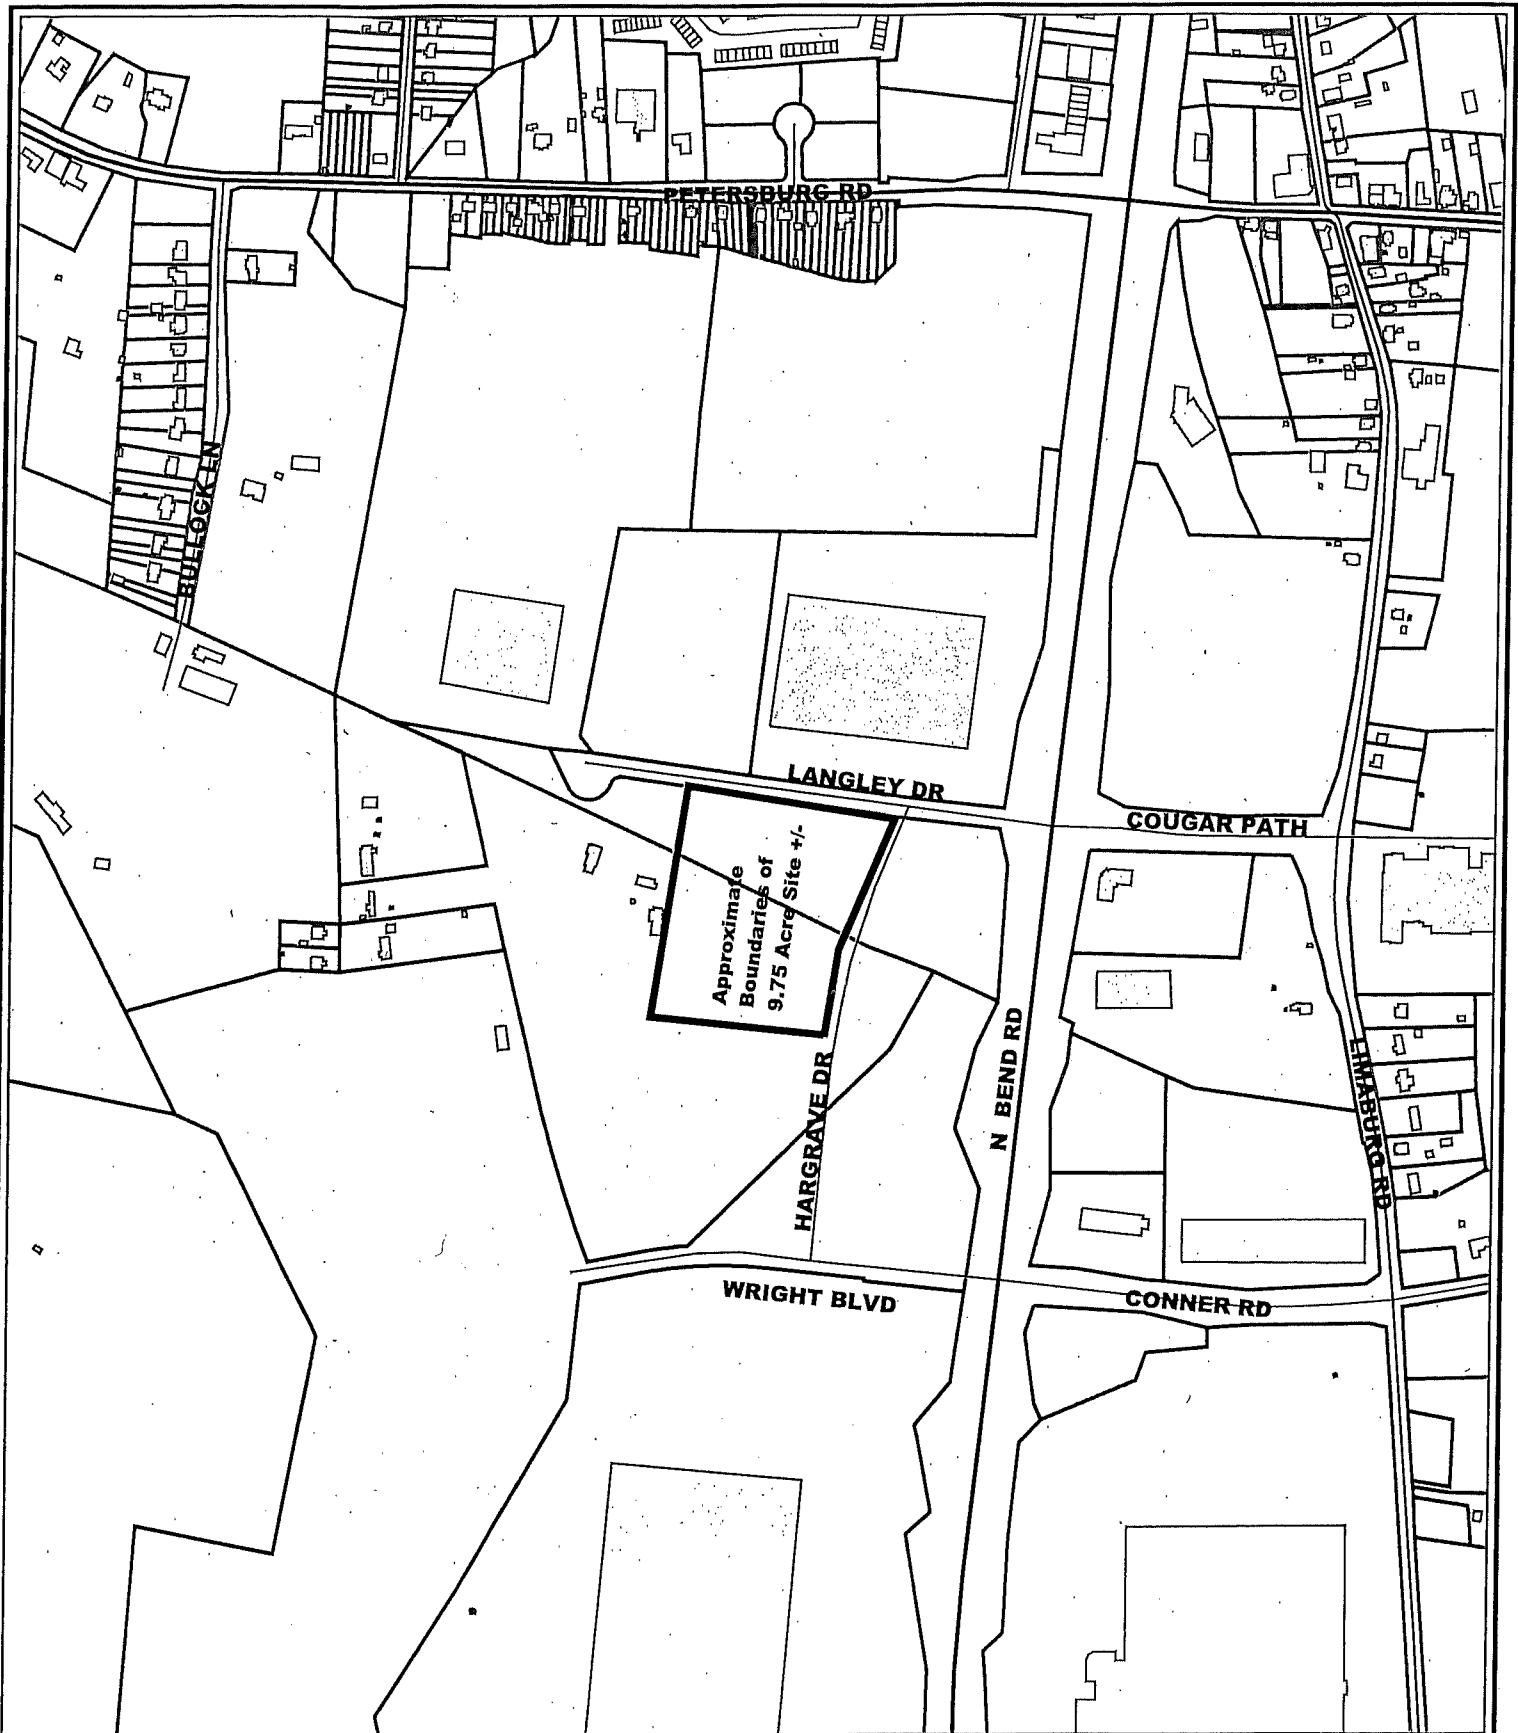 PETERSBURG RD
BULLOCK LN
LANGLEY DR
COUGAR PATH
Approximate
Boundaries of
9.75 Acre Site +/-
N BEND RD
HARGRAVE DR
LIMABURG RD
WRIGHT BLVD
CONNER RD